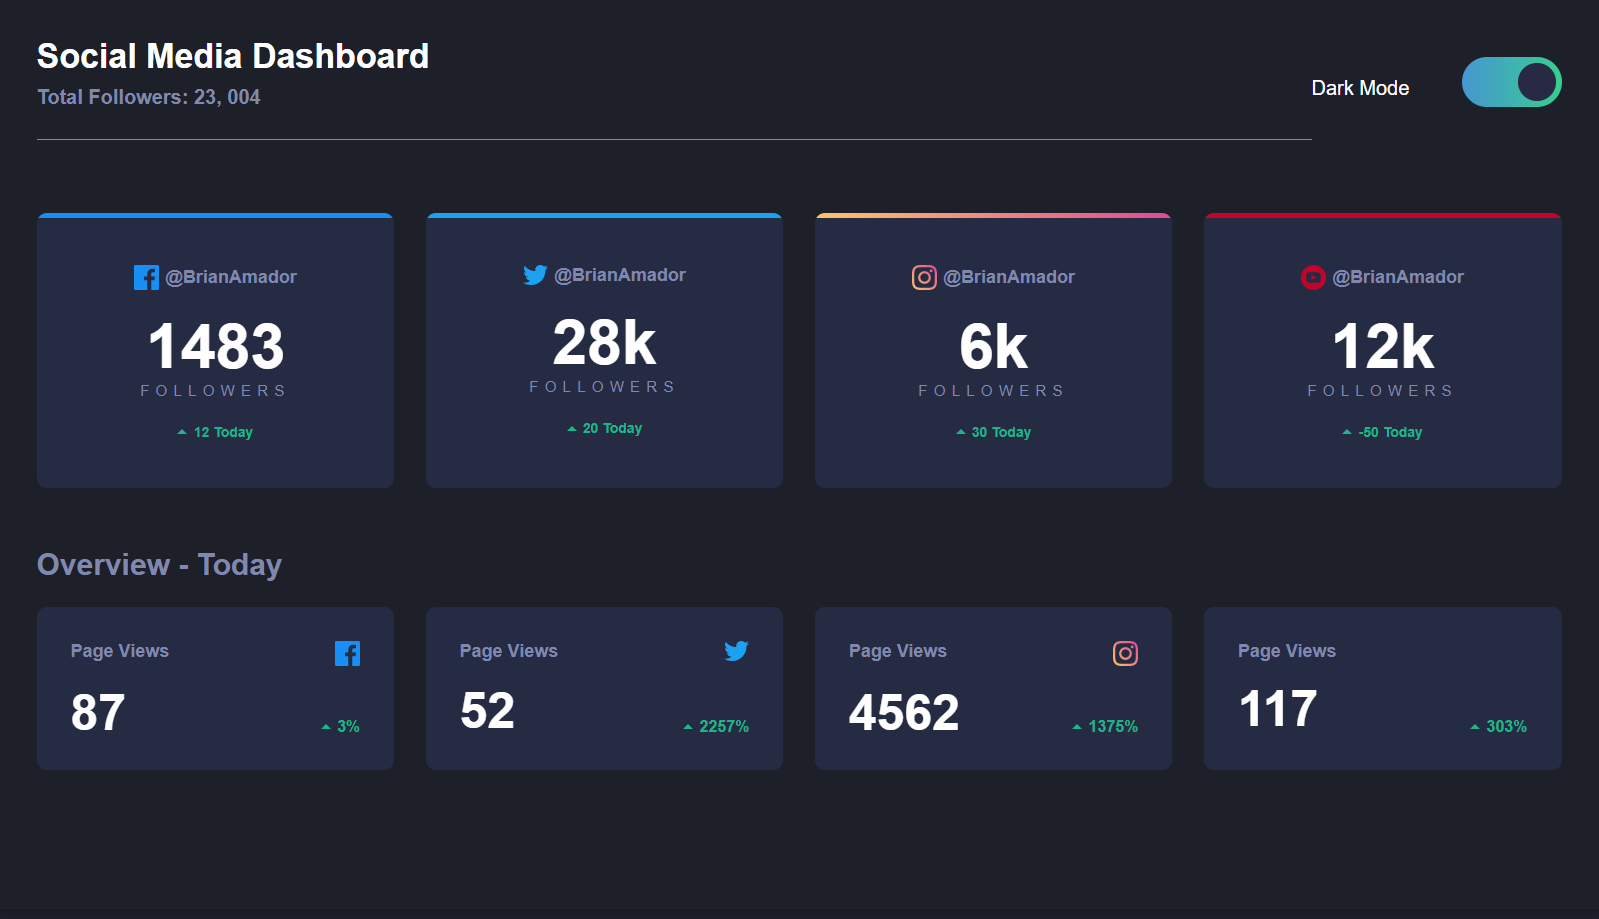 Social Media Dashboard
Total Followers: 23, 004
Dark Mode
@BrianAmador
1483
FOLLOWERS
12 Today
@BrianAmador
28k
FOLLOWERS
20 Today
@BrianAmador
6k
FOLLOWERS
30 Today
@BrianAmador
12k
FOLLOWERS
-50 Today
Overview - Today
Page Views
87
3%
Page Views
52
2257%
Page Views
4562
1375%
Page Views
117
303%